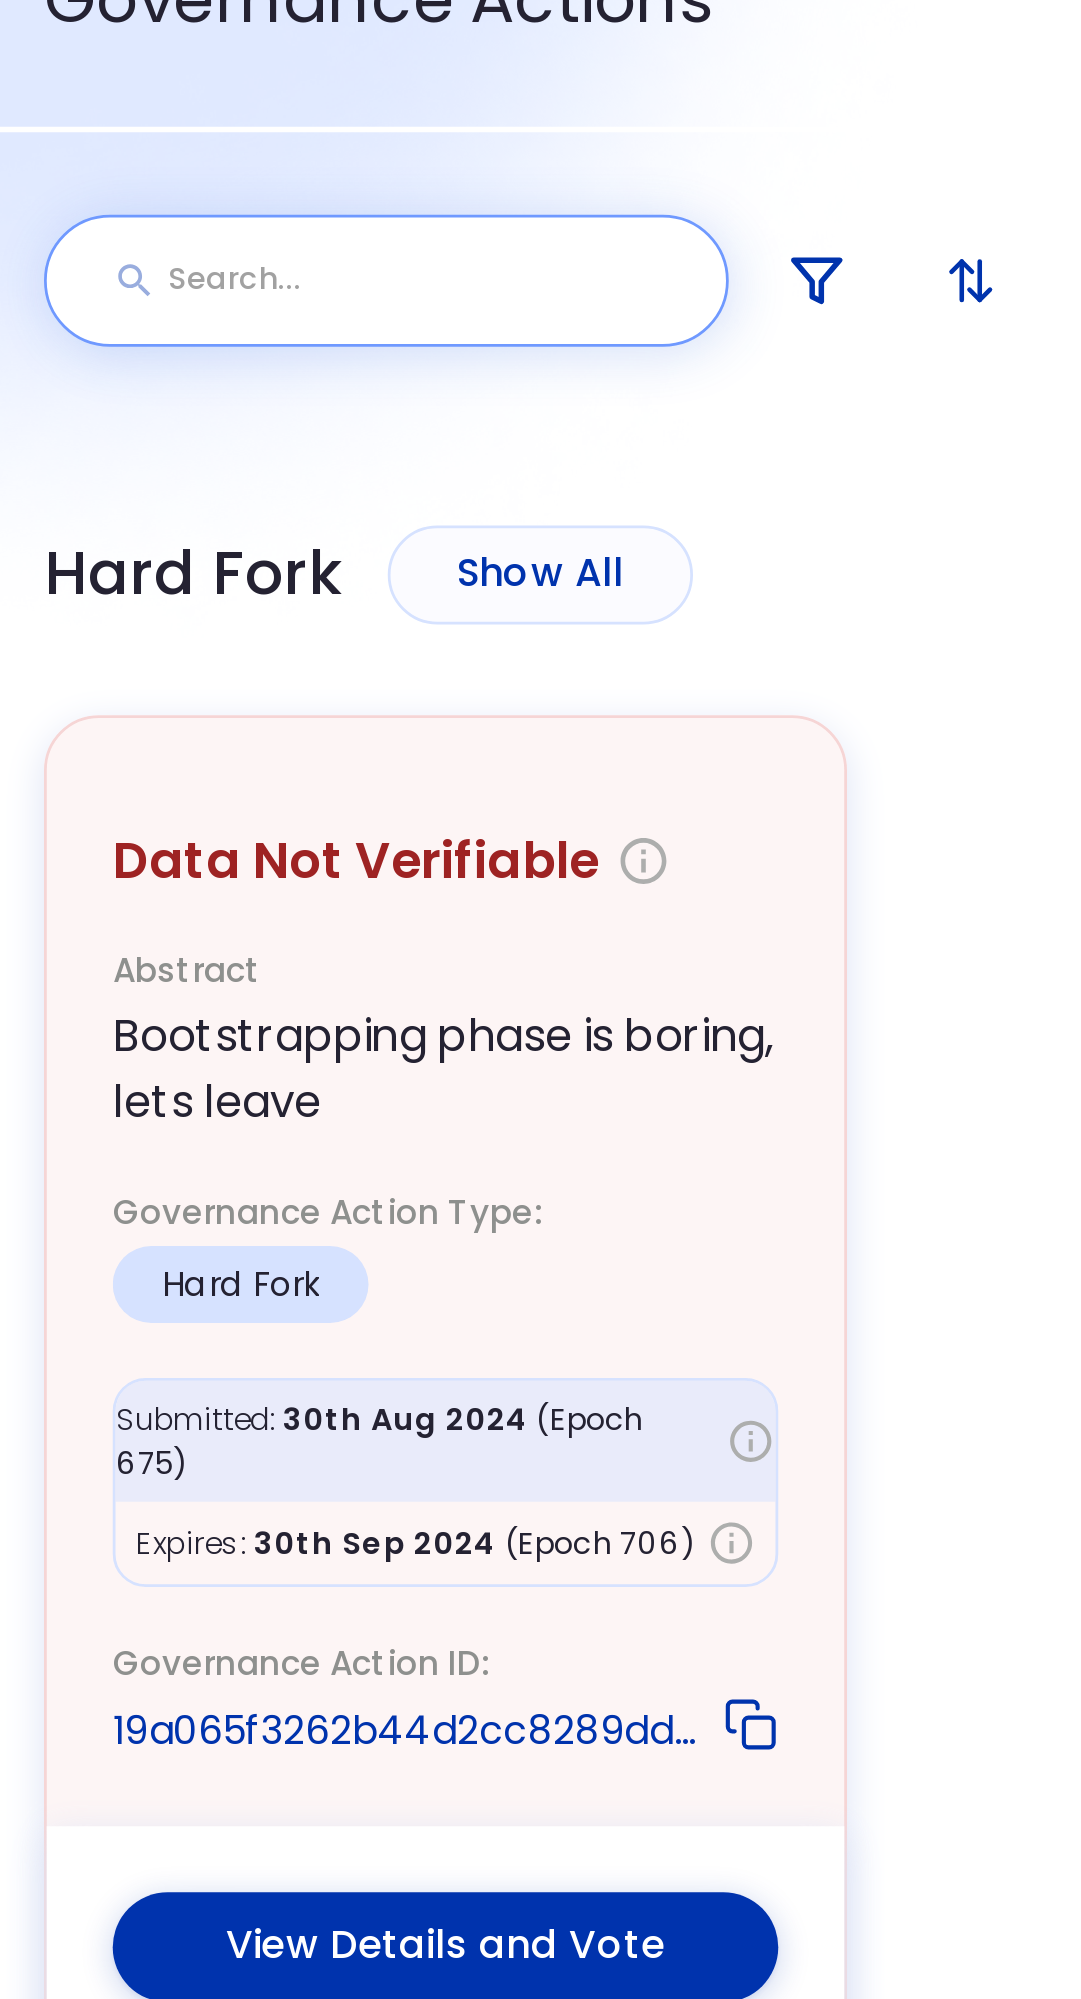 Governance Actions
Search...
Hard Fork
Show All
Data Not Verifiable
Abstract
Bootstrapping phase is boring,
lets leave
Governance Action Type:
Hard Fork
Submitted: 30th Aug 2024 (Epoch
675)
Expires: 30th Sep 2024 (Epoch 706)
Governance Action ID:
19a065f3262b44d2cc8289dd...
View Details and Vote